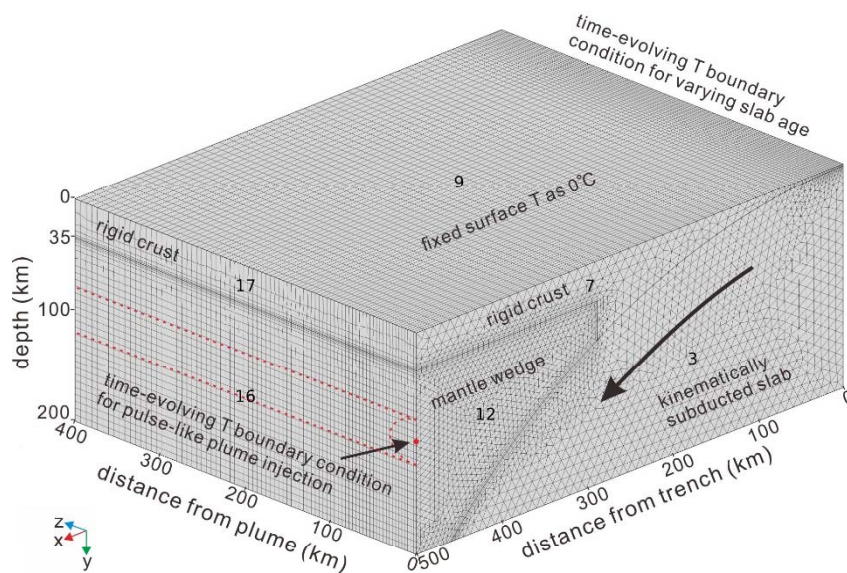 time-evolving T boundary
condition for varying slab age
9
fixed surface T as 0℃
0
35
100
200
depth (km)
rigid crust
17
rigid crust
7
mantle wedge
12
3
kinematically
subducted slab
time-evolving T boundary condition
for pulse-like plume injection
16
400
300
200
100
0
distance from plume (km)
500
400
300
200
100
0
distance from trench (km)
z
x
y